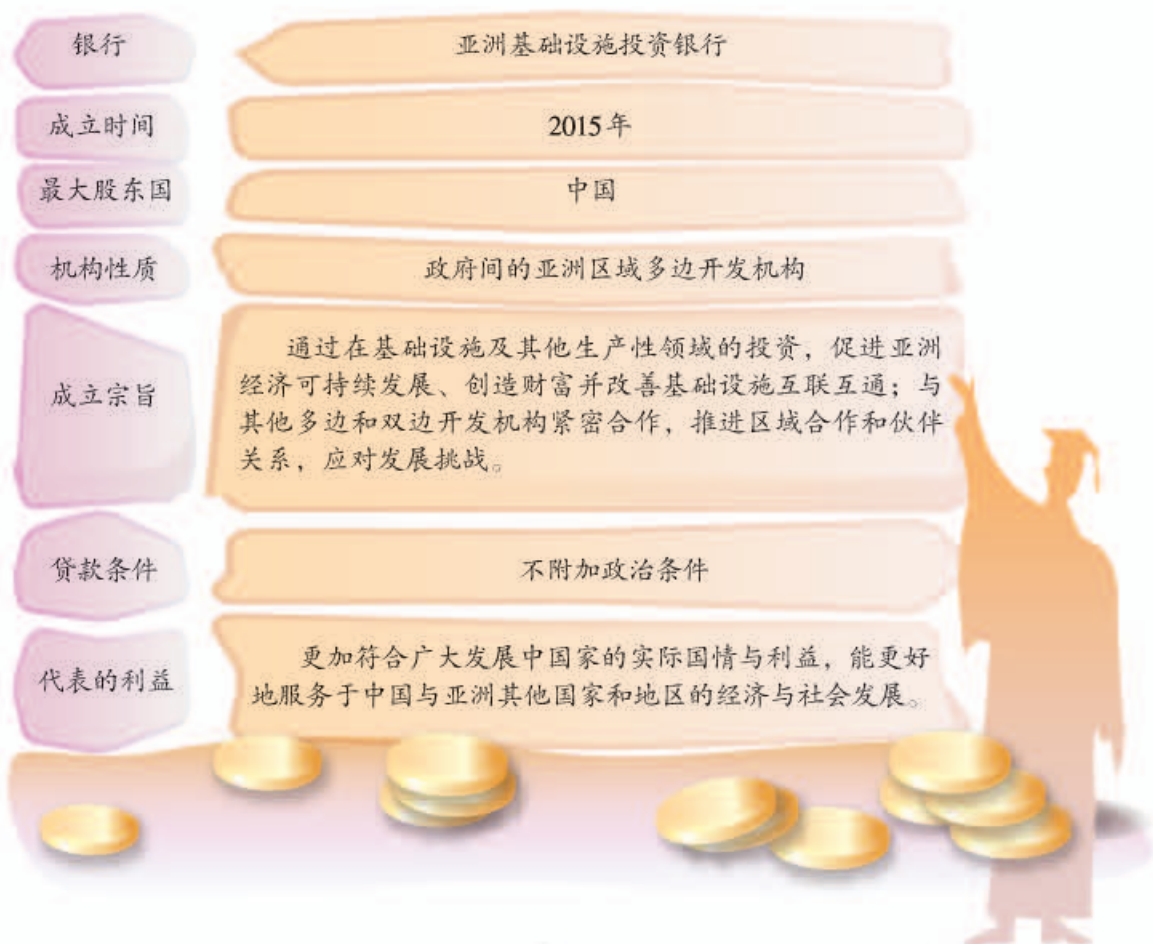 银行
亚洲基础设施投资银行
成立时间
2015年
最大股东国
中国
机构性质
政府间的亚洲区域多边开发机构
成立宗旨
通过在基础设施及其他生产性领域的投资，促进亚洲
经济可持续发展、创造财富并改善基础设施互联互通；与
其他多边和双边开发机构紧密合作，推进区域合作和伙伴
关系，应对发展挑战。
贷款条件
不附加政治条件
代表的利益
更加符合广大发展中国家的实际国情与利益，能更好
地服务于中国与亚洲其他国家和地区的经济与社会发展。